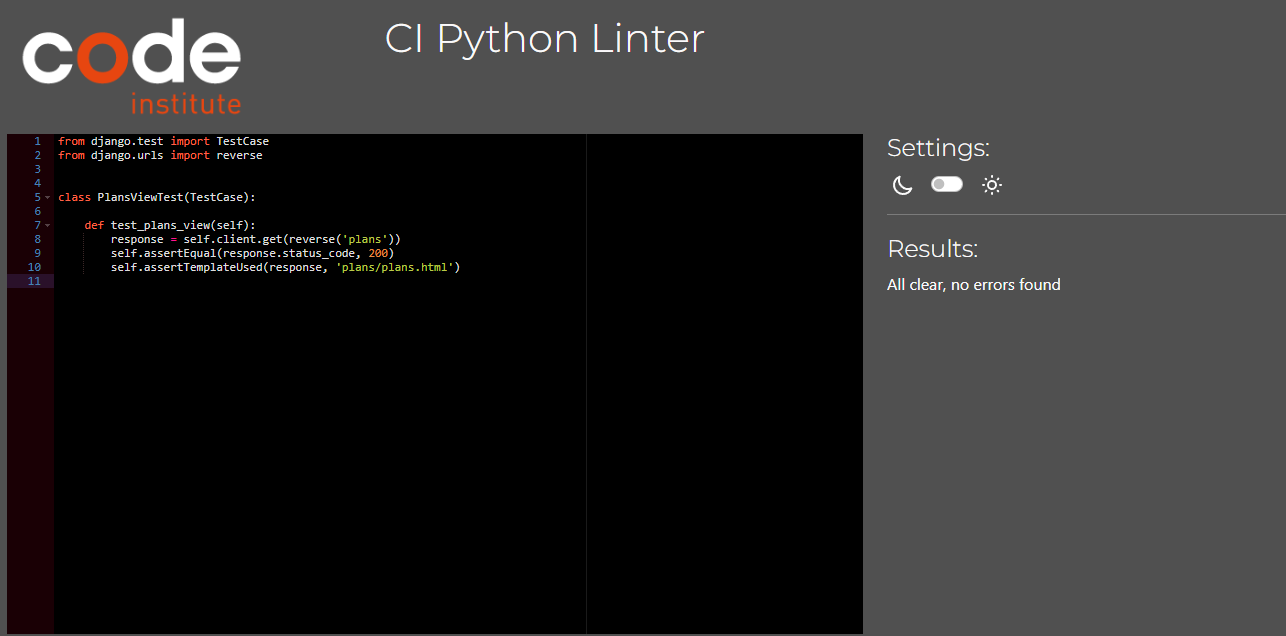 code
institute
CI Python Linter
1 from django.test import TestCase
2 from django.urls import reverse
3
4
5 class PlansViewTest(TestCase):
6
7     def test_plans_view(self):
8         response = self.client.get(reverse('plans'))
9         self.assertEqual(response.status_code, 200)
10         self.assertTemplateUsed(response, 'plans/plans.html')
11
Settings:
Results:
All clear, no errors found